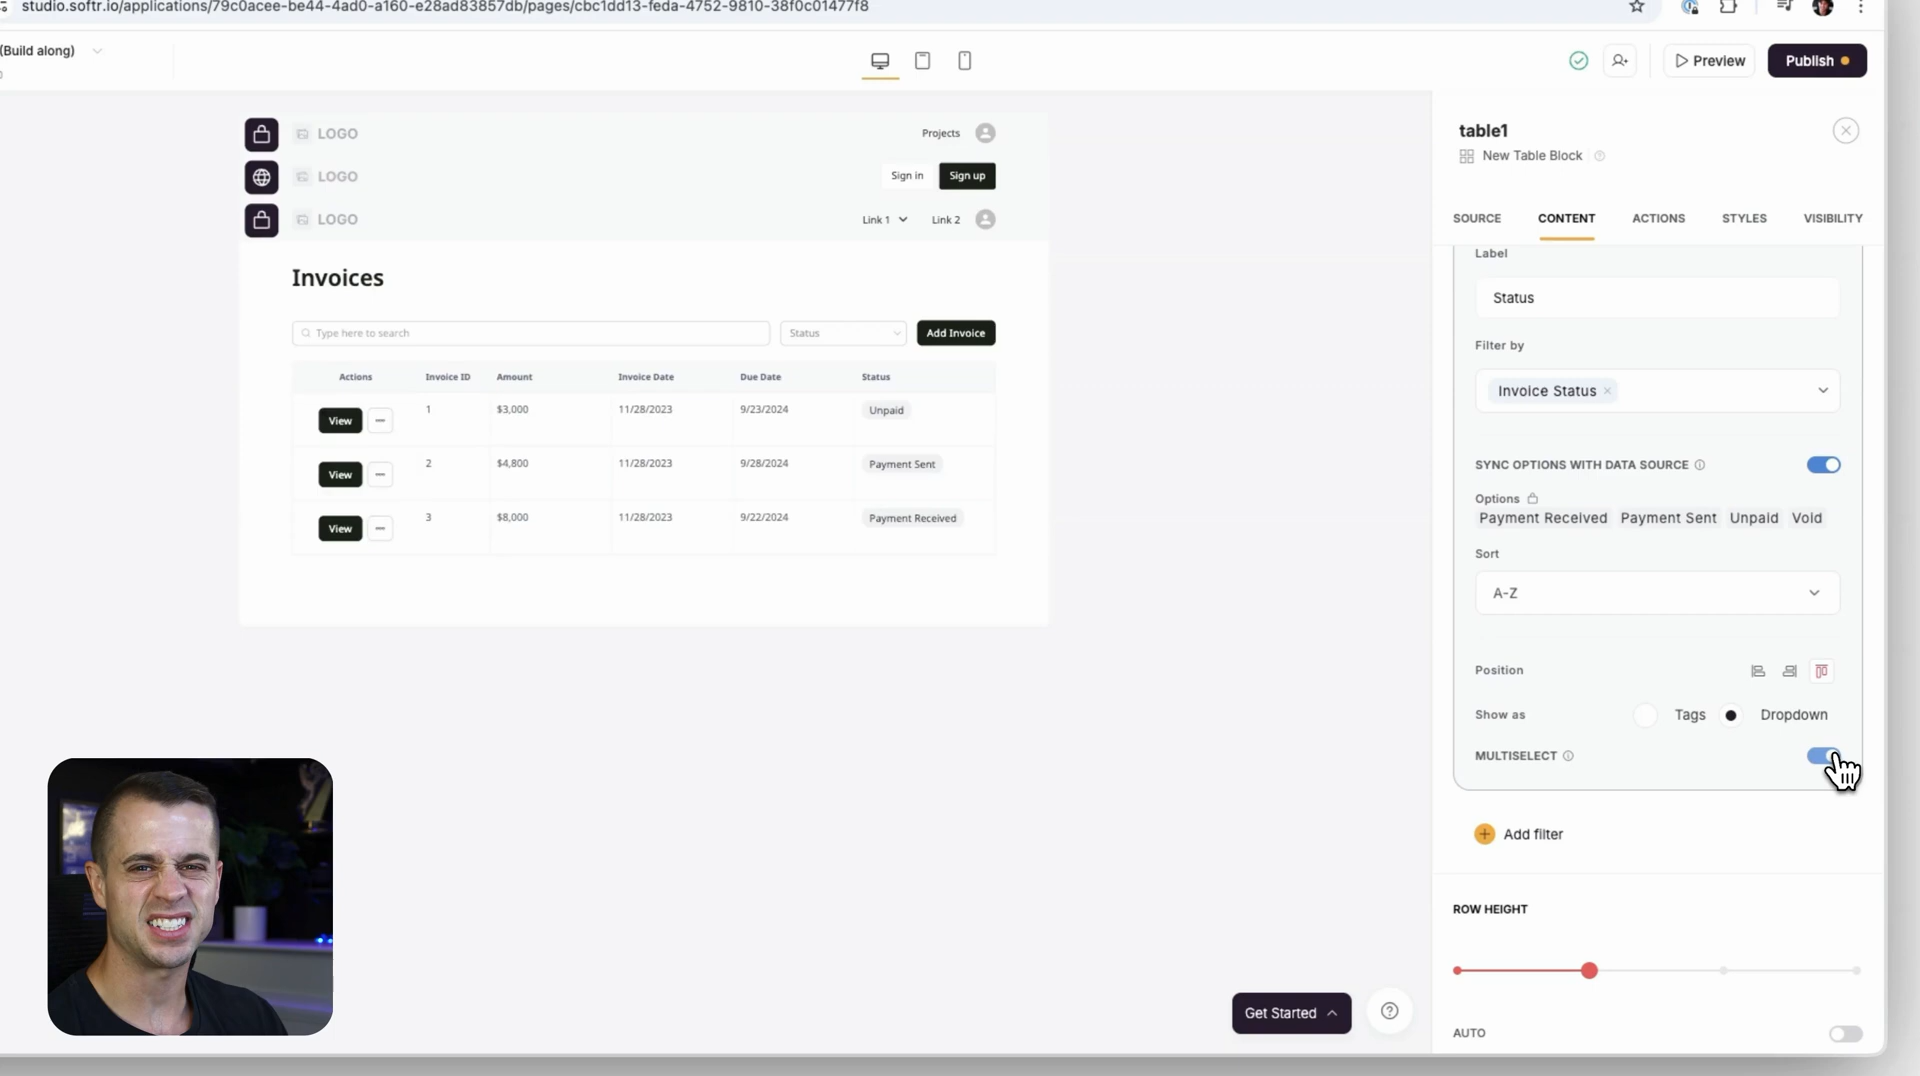 studio.softr.io/applications/79c0acee-be44-4ad0-a160-e28ad83857db/pages/cbc1dd13-feda-4752-9810-38f0c01477f8
(Build along)
Preview
Publish
LOGO
Projects
LOGO
Sign in
Sign up
LOGO
Link 1
Link 2
Invoices
Type here to search
Status
Add Invoice
Actions Invoice ID Amount Invoice Date Due Date Status
View 1 $3,000 11/28/2023 9/23/2024 Unpaid
View 2 $4,800 11/28/2023 9/28/2024 Payment Sent
View 3 $8,000 11/28/2023 9/22/2024 Payment Received
Get Started
table1
New Table Block
SOURCE CONTENT ACTIONS STYLES VISIBILITY
Label
Status
Filter by
Invoice Status
SYNC OPTIONS WITH DATA SOURCE
Options
Payment Received Payment Sent Unpaid Void
Sort
A-Z
Position
Show as Tags Dropdown
MULTISELECT
Add filter
ROW HEIGHT
AUTO